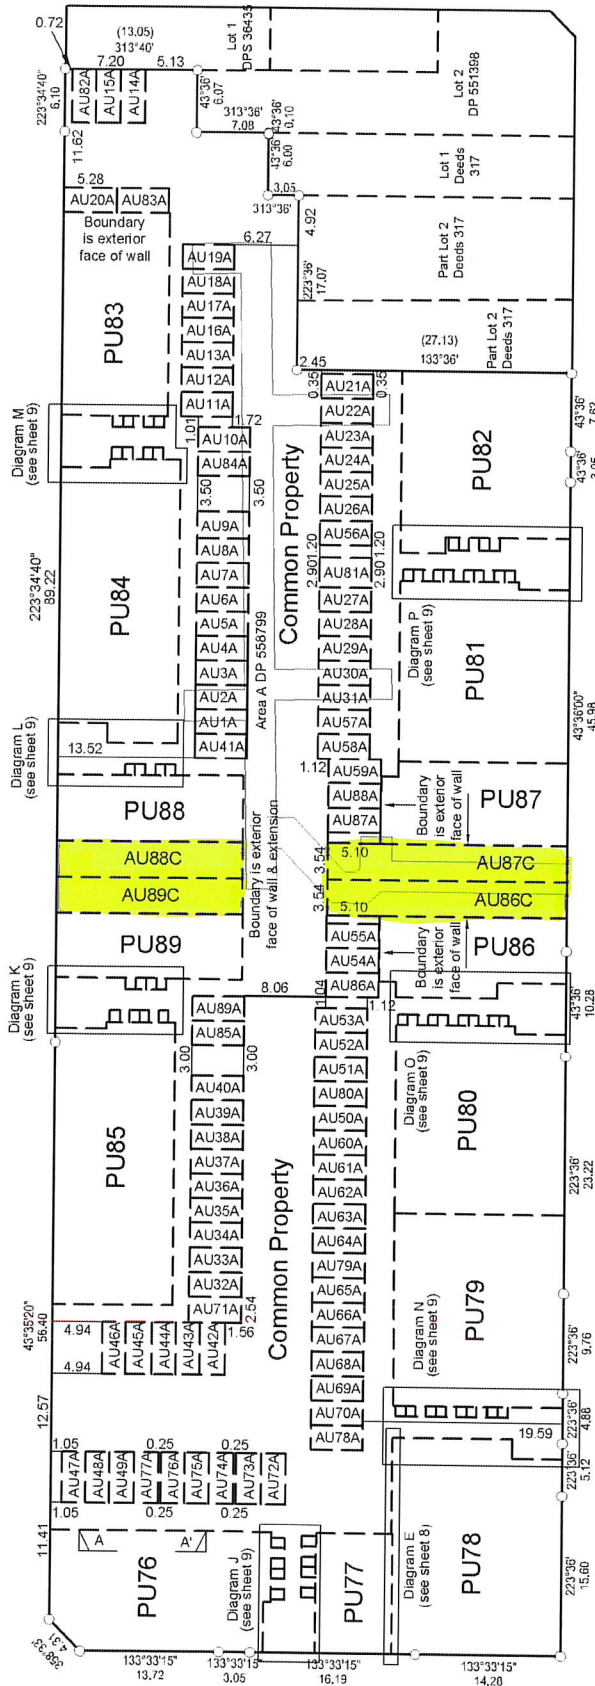 0.72
(13.05)
313°40'
7.20
5.13
Lot 1
DPS 36435
223°34'40"
6.10
AU82A
AU15A
AU14A
43°36'
6.07
Lot 2
DP 551398
313°36'
7.08
43°36'
0.10
11.62
43°36'
6.00
Lot 1
Deeds
317
5.28
AU20A
AU83A
3.05
313°36'
Boundary
is exterior
face of wall
4.92
Part Lot 2
Deeds 317
AU19A
6.27
AU18A
223°36'
17.07
AU17A
PU83
AU16A
AU13A
(27.13)
133°36'
Part Lot 2
Deeds 317
AU12A
2.45
AU11A
0.35
AU21A
0.35
Diagram M
(see sheet 9)
1.01
1.72
AU22A
43°36'
7.62
AU10A
AU23A
AU84A
AU24A
PU82
43°36'
3.05
3.50
3.50
AU25A
AU26A
AU9A
Common Property
AU56A
1.20
1.20
AU8A
2.90
AU81A
2.90
AU7A
223°34'40"
89.22
PU84
AU6A
AU27A
AU5A
AU28A
AU4A
AU29A
Diagram P
(see sheet 9)
PU81
AU3A
AU30A
AU2A
AU31A
Area A DP 558799
AU1A
AU57A
43°36'00"
45.98
Diagram L
(see sheet 9)
13.52
AU41A
AU58A
1.12
AU59A
PU88
AU88A
Boundary
is exterior
face of wall
PU87
AU87A
AU88C
3.54
5.10
AU87C
AU89C
Boundary is exterior
face of wall & extension
3.54
5.10
AU86C
PU89
AU55A
AU54A
Boundary
is exterior
face of wall
PU86
Diagram K
(see sheet 9)
AU86A
8.06
1.04
1.12
43°36'
10.28
AU89A
AU53A
AU85A
AU52A
3.00
3.00
AU51A
AU40A
AU80A
Diagram O
(see sheet 9)
PU80
AU39A
AU50A
PU85
AU38A
AU60A
AU37A
AU61A
AU36A
AU62A
223°36'
23.22
AU35A
AU63A
AU34A
Common Property
AU64A
AU33A
AU79A
AU32A
AU65A
AU71A
2.54
AU66A
PU79
43°35'20"
56.40
4.94
AU46A
AU45A
AU44A
AU43A
AU42A
1.56
AU67A
Diagram N
(see sheet 9)
4.94
AU68A
223°36'
9.76
AU69A
12.57
AU70A
19.59
223°36'
4.88
AU78A
1.05
0.25
0.25
AU47A
AU48A
AU49A
AU77A
AU76A
AU75A
AU74A
AU73A
AU72A
223°36'
5.12
1.05
0.25
0.25
11.41
A
A'
PU76
Diagram J
(see sheet 9)
PU77
Diagram E
(see sheet 8)
PU78
223°36'
15.60
358°33'
4.31
133°33'15"
13.72
133°33'15"
3.05
133°33'15"
16.19
133°33'15"
14.28